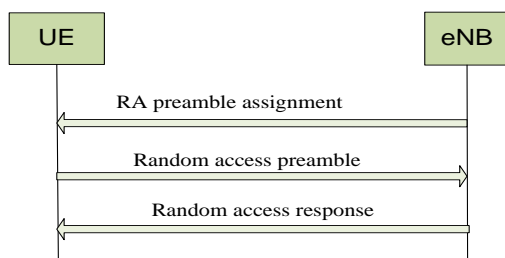 UE
eNB
RA preamble assignment
Random access preamble
Random access response